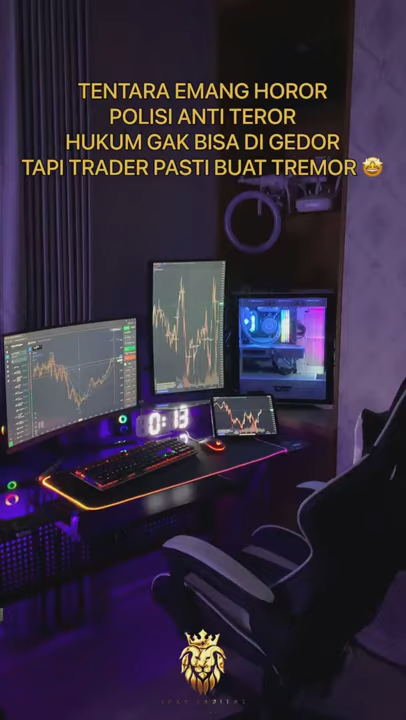 TENTARA EMANG HOROR
POLISI ANTI TEROR
HUKUM GAK BISA DI GEDOR
TAPI TRADER PASTI BUAT TREMOR 🤩
0:13